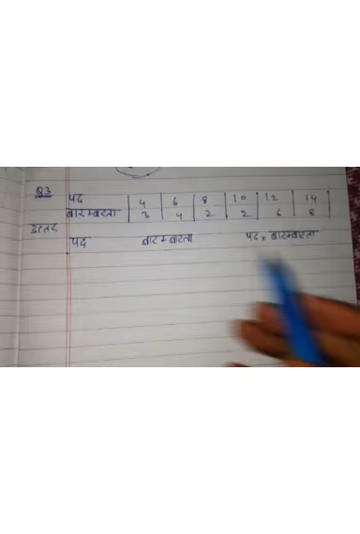 Q3 पद 4 6 8 10 12 14
बारम्बारता 3 4 2 2 6 8
उत्तर
पद बारम्बारता पद × बारम्बारता